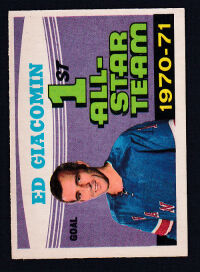 ED GIACOMIN
1ST
ALL-
STAR
TEAM
1970-71
GOAL